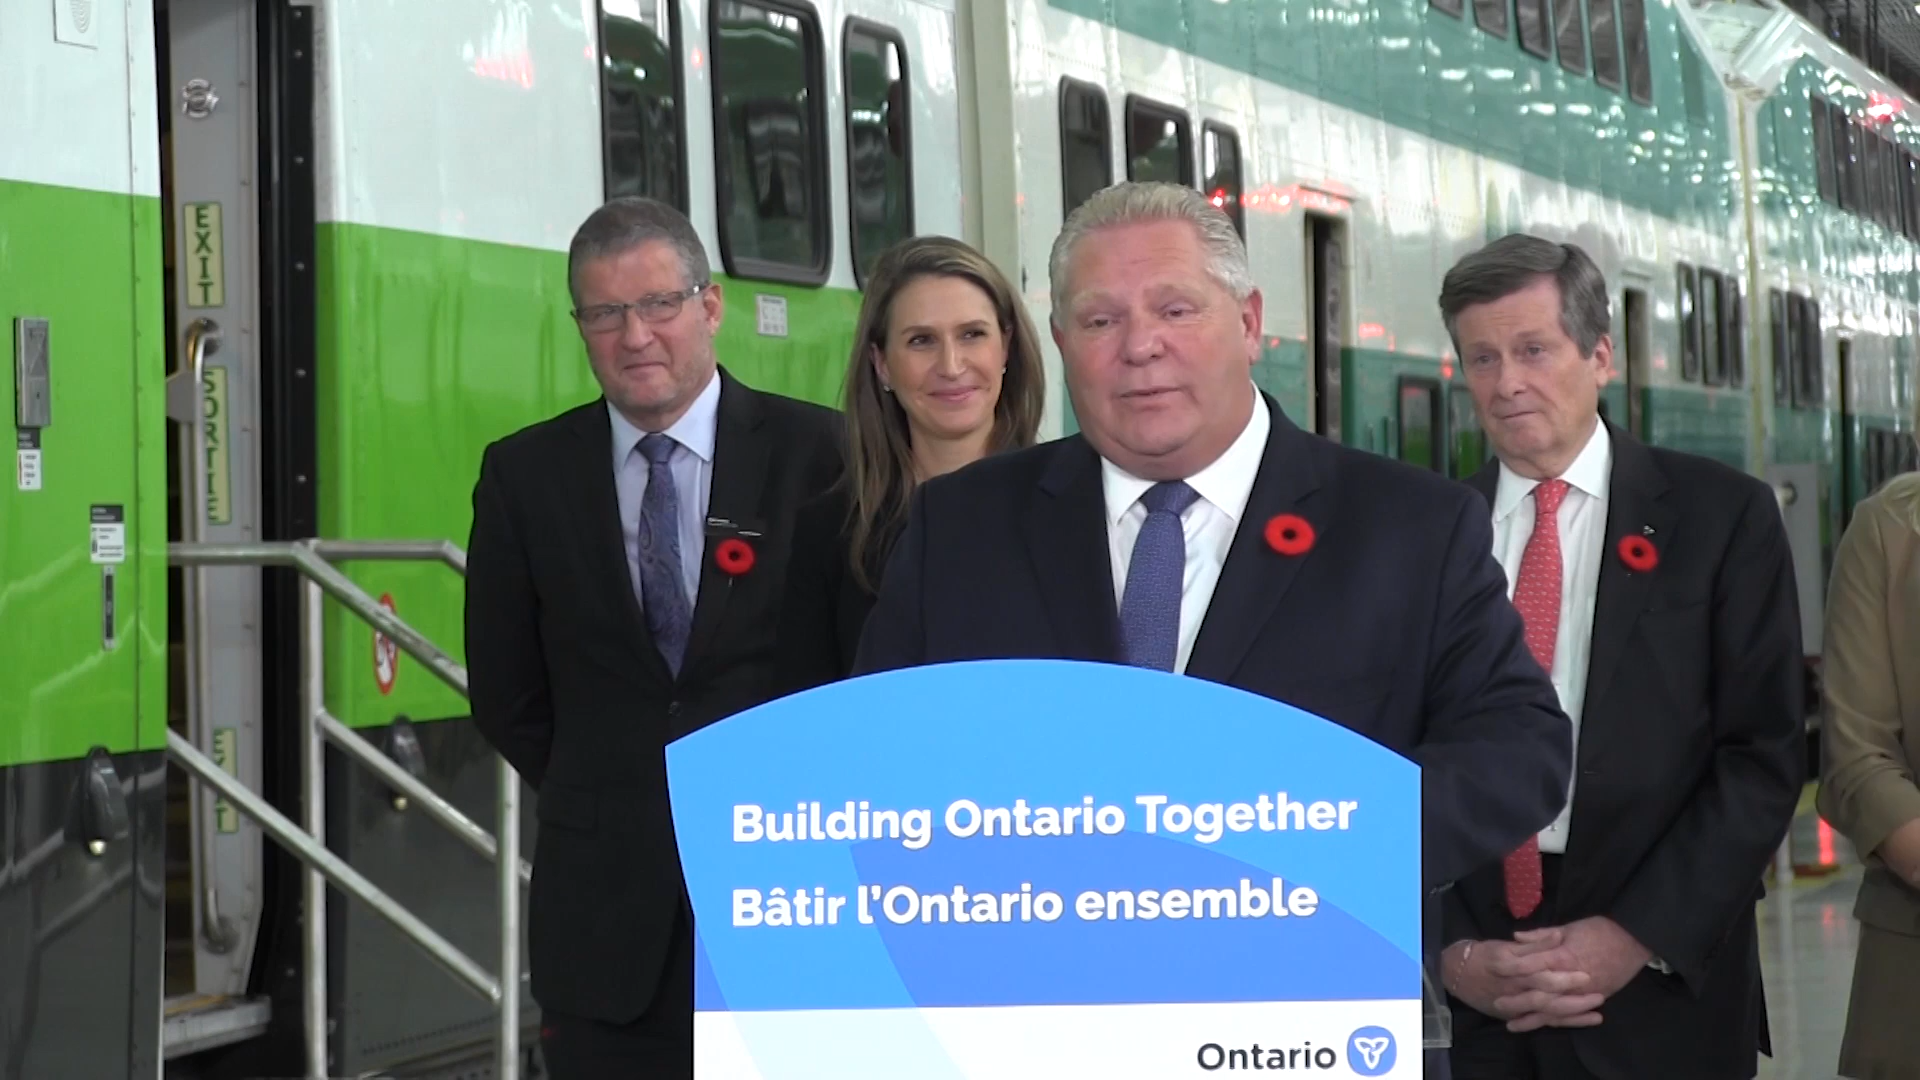 EXIT
SORTIE
EXIT
Building Ontario Together
Bâtir l'Ontario ensemble
Ontario